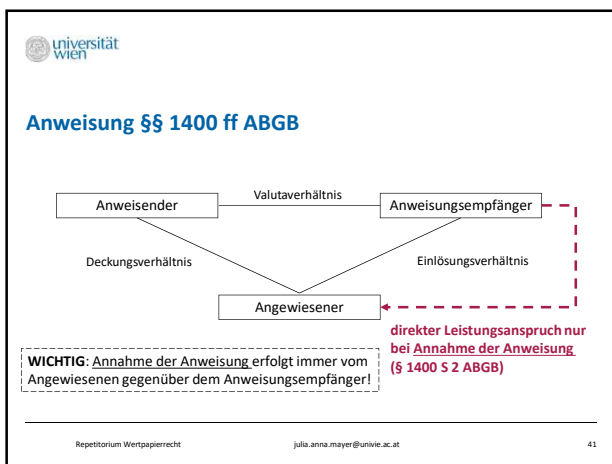 universität
wien
Anweisung §§ 1400 ff ABGB
Valutaverhältnis
Anweisender
Anweisungsempfänger
Deckungsverhältnis
Einlösungsverhältnis
Angewiesener
direkter Leistungsanspruch nur
bei Annahme der Anweisung
(§ 1400 S 2 ABGB)
WICHTIG: Annahme der Anweisung erfolgt immer vom
Angewiesenen gegenüber dem Anweisungsempfänger!
Repetitorium Wertpapierrecht
julia.anna.mayer@univie.ac.at
41